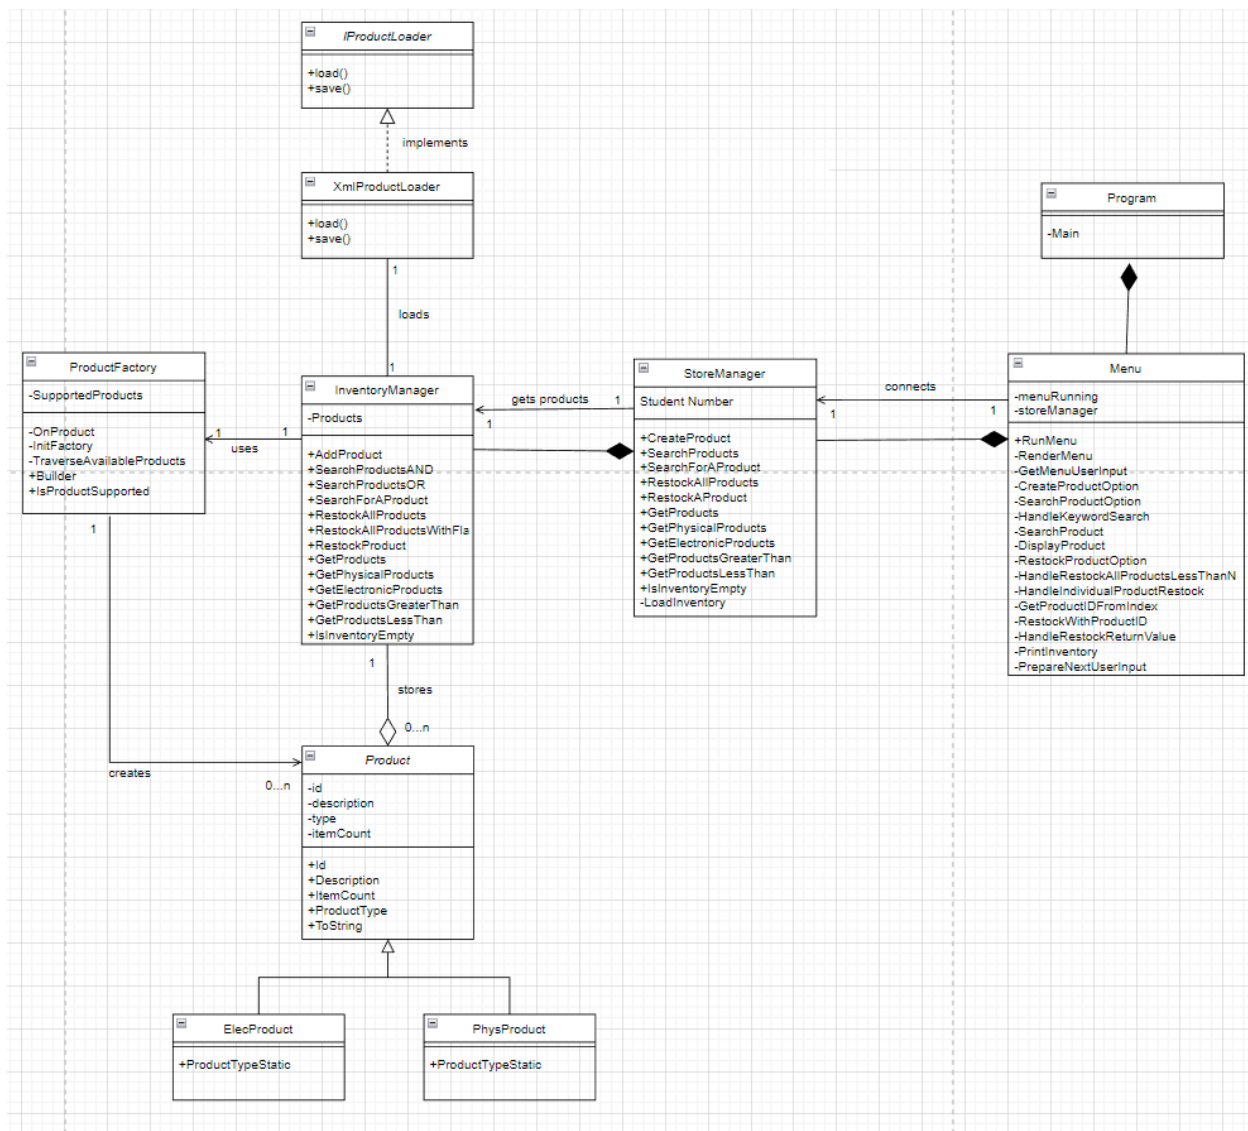 IProductLoader
+load()
+save()
implements
XmlProductLoader
+load()
+save()
Program
-Main
1
loads
1
ProductFactory
-SupportedProducts
-OnProduct
-InitFactory
-TraverseAvailableProducts
+Builder
+IsProductSupported
1
1
uses
InventoryManager
-Products
+AddProduct
+SearchProductsAND
+SearchProductsOR
+SearchForAProduct
+RestockAllProducts
+RestockAllProductsWithFla
+RestockProduct
+GetProducts
+GetPhysicalProducts
+GetElectronicProducts
+GetProductsGreaterThan
+GetProductsLessThan
+IsInventoryEmpty
gets products
1
1
StoreManager
Student Number
+CreateProduct
+SearchProducts
+SearchForAProduct
+RestockAllProducts
+RestockAProduct
+GetProducts
+GetPhysicalProducts
+GetElectronicProducts
+GetProductsGreaterThan
+GetProductsLessThan
+IsInventoryEmpty
-LoadInventory
connects
1
1
Menu
-menuRunning
-storeManager
+RunMenu
-RenderMenu
-GetMenuUserInput
-CreateProductOption
-SearchProductOption
-HandleKeywordSearch
-SearchProduct
-DisplayProduct
-RestockProductOption
-HandleRestockAllProductsLessThanN
-HandleIndividualProductRestock
-GetProductIDFromIndex
-RestockWithProductID
-HandleRestockReturnValue
-PrintInventory
-PrepareNextUserInput
1
1
stores
0...n
creates
0...n
Product
-id
-description
-type
-itemCount
+Id
+Description
+ItemCount
+ProductType
+ToString
ElecProduct
+ProductTypeStatic
PhysProduct
+ProductTypeStatic